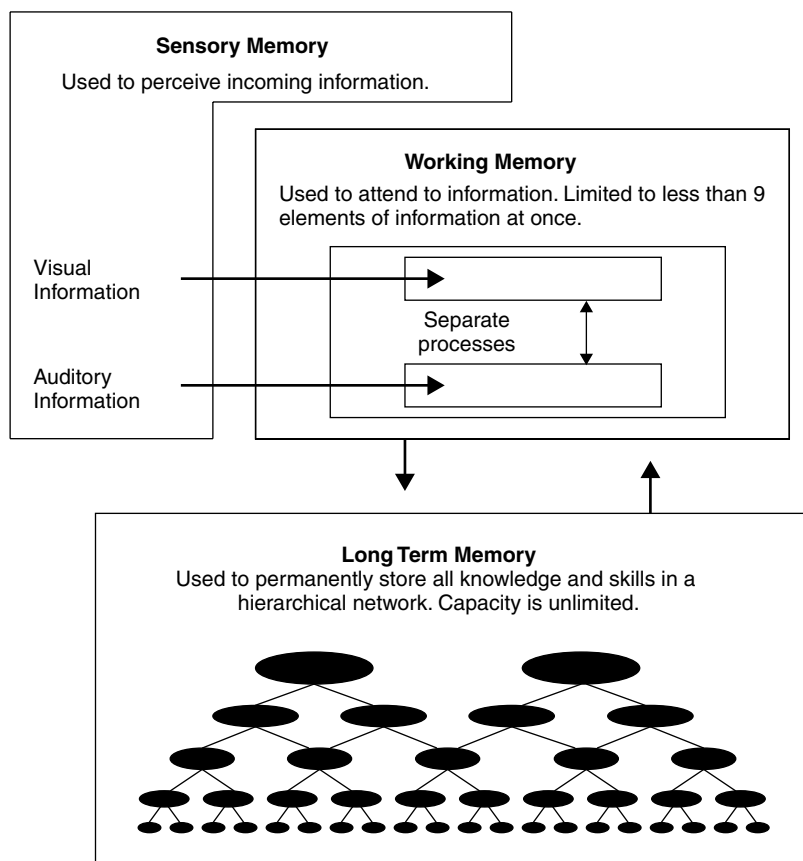 Sensory Memory
Used to perceive incoming information.
Working Memory
Used to attend to information. Limited to less than 9
elements of information at once.
Visual
Information
Separate
processes
Auditory
Information
Long Term Memory
Used to permanently store all knowledge and skills in a
hierarchical network. Capacity is unlimited.